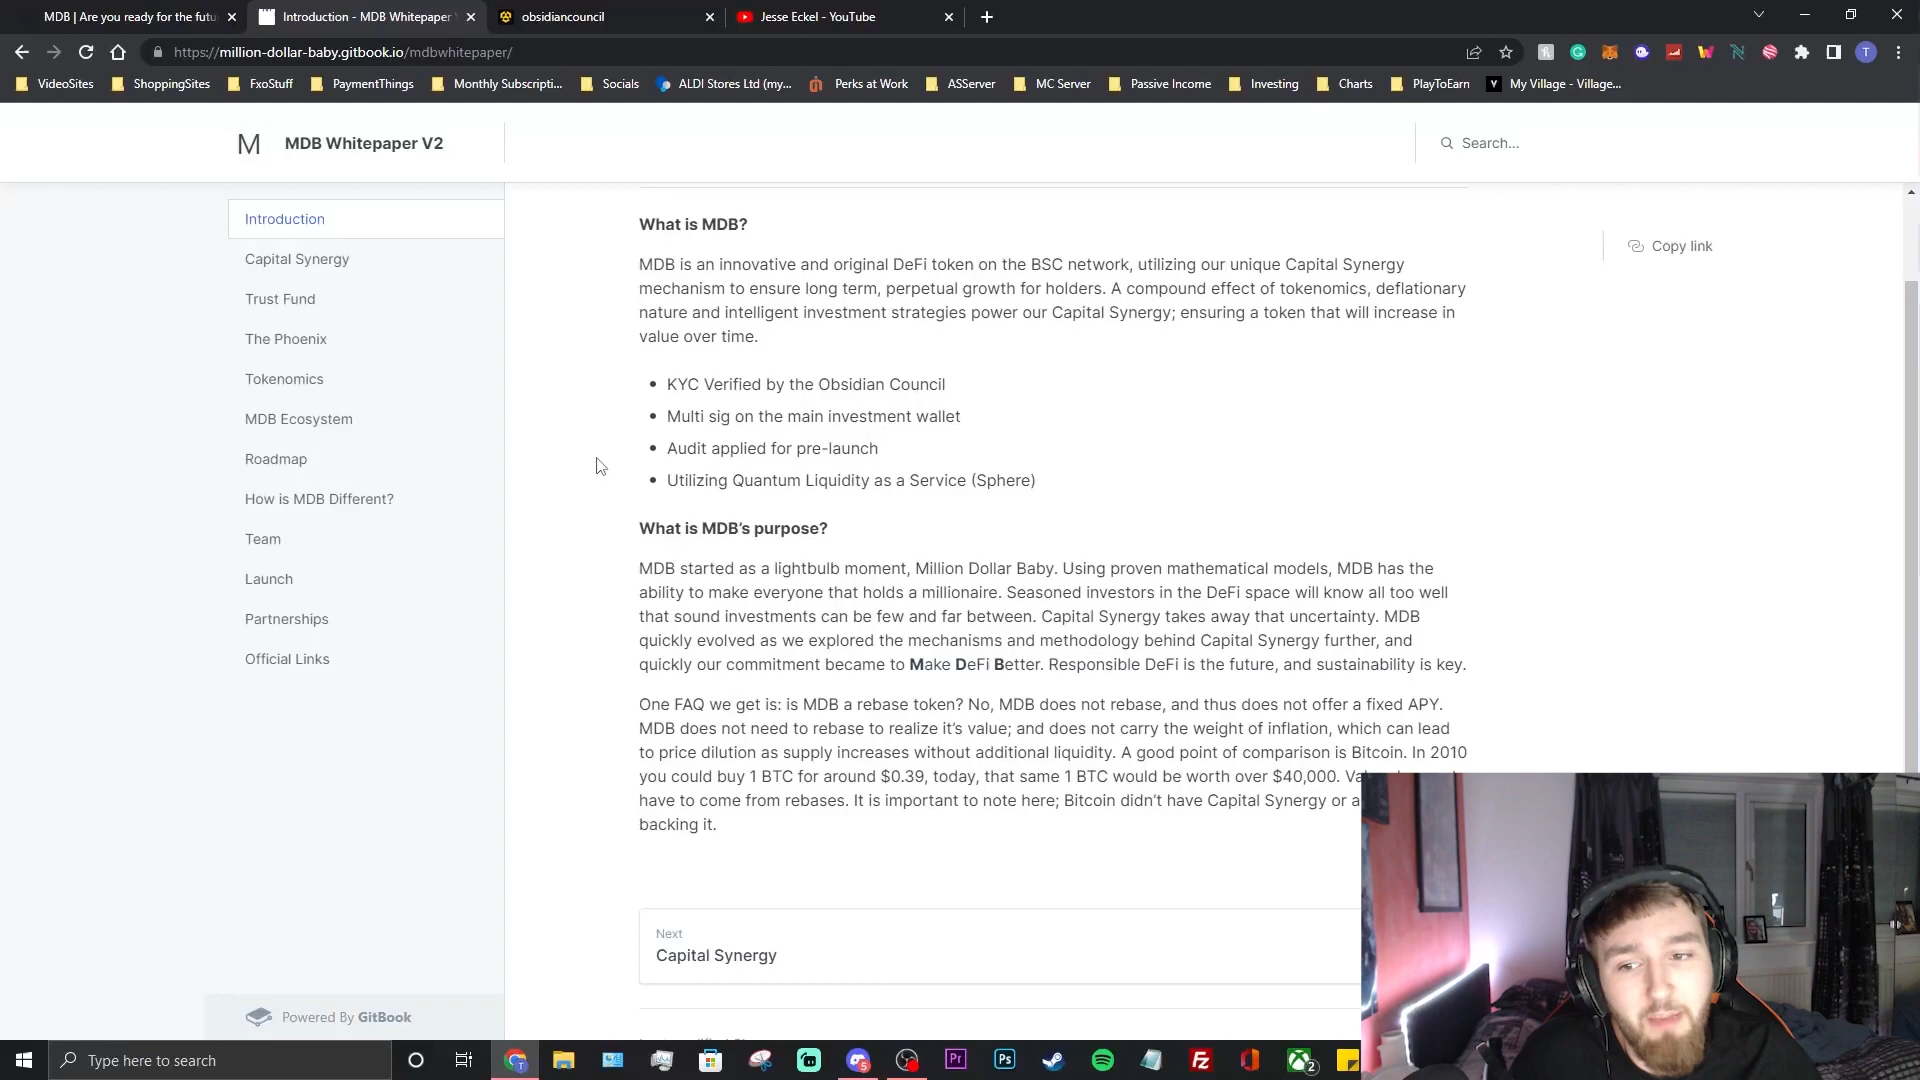 MDB | Are you ready for the futu
Introduction - MDB Whitepaper
obsidiancouncil
Jesse Eckel - YouTube
https://million-dollar-baby.gitbook.io/mdbwhitepaper/
T
VideoSites
ShoppingSites
FxoStuff
PaymentThings
Monthly Subscripti...
Socials
ALDI Stores Ltd (my...
Perks at Work
ASServer
MC Server
Passive Income
Investing
Charts
PlayToEarn
My Village - Village...
M
MDB Whitepaper V2
Search...
Introduction
Capital Synergy
Trust Fund
The Phoenix
Tokenomics
MDB Ecosystem
Roadmap
How is MDB Different?
Team
Launch
Partnerships
Official Links
Powered By GitBook
What is MDB?
MDB is an innovative and original DeFi token on the BSC network, utilizing our unique Capital Synergy
mechanism to ensure long term, perpetual growth for holders. A compound effect of tokenomics, deflationary
nature and intelligent investment strategies power our Capital Synergy; ensuring a token that will increase in
value over time.
• KYC Verified by the Obsidian Council
• Multi sig on the main investment wallet
• Audit applied for pre-launch
• Utilizing Quantum Liquidity as a Service (Sphere)
What is MDB's purpose?
MDB started as a lightbulb moment, Million Dollar Baby. Using proven mathematical models, MDB has the
ability to make everyone that holds a millionaire. Seasoned investors in the DeFi space will know all too well
that sound investments can be few and far between. Capital Synergy takes away that uncertainty. MDB
quickly evolved as we explored the mechanisms and methodology behind Capital Synergy further, and
quickly our commitment became to Make DeFi Better. Responsible DeFi is the future, and sustainability is key.
One FAQ we get is: is MDB a rebase token? No, MDB does not rebase, and thus does not offer a fixed APY.
MDB does not need to rebase to realize it's value; and does not carry the weight of inflation, which can lead
to price dilution as supply increases without additional liquidity. A good point of comparison is Bitcoin. In 2010
you could buy 1 BTC for around $0.39, today, that same 1 BTC would be worth over $40,000.
have to come from rebases. It is important to note here; Bitcoin didn't have Capital Synergy or a
backing it.
Next
Capital Synergy
Copy link
Type here to search
5
Pr
Ps
Fz
2